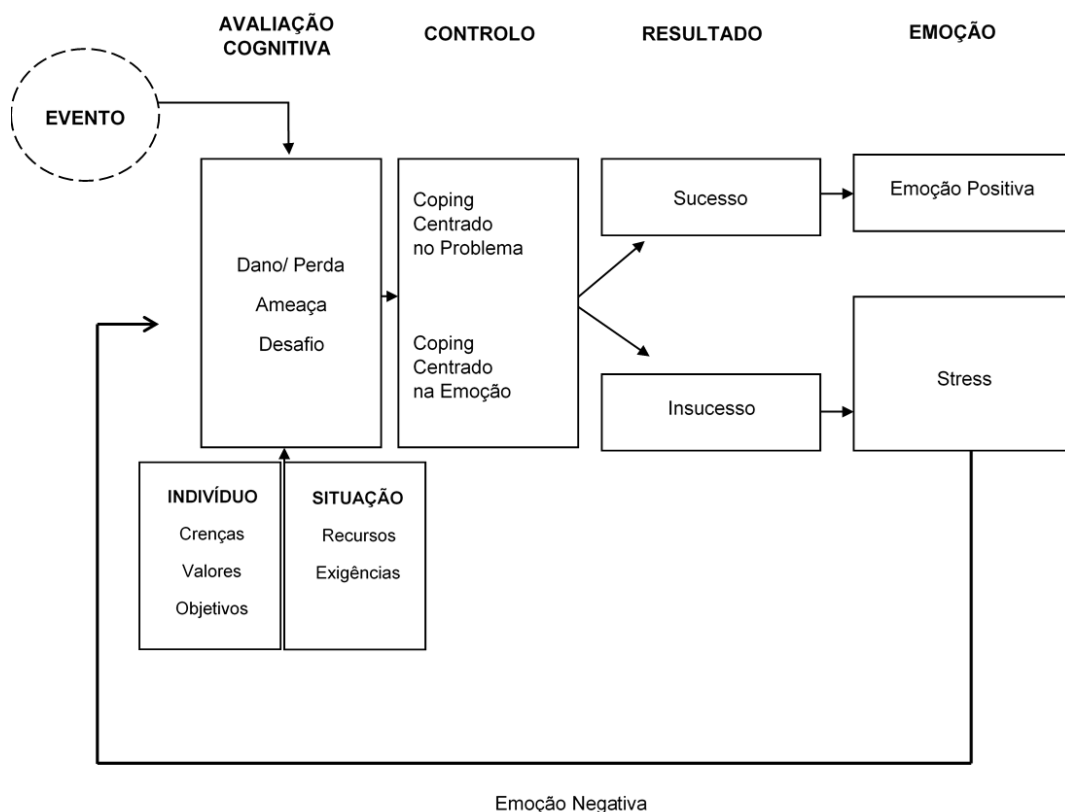 AVALIAÇÃO
COGNITIVA
CONTROLO
RESULTADO
EMOÇÃO
EVENTO
Dano/ Perda
Ameaça
Desafio
Coping
Centrado
no Problema
Coping
Centrado
na Emoção
Sucesso
Insucesso
Emoção Positiva
Stress
INDIVÍDUO
Crenças
Valores
Objetivos
SITUAÇÃO
Recursos
Exigências
Emoção Negativa